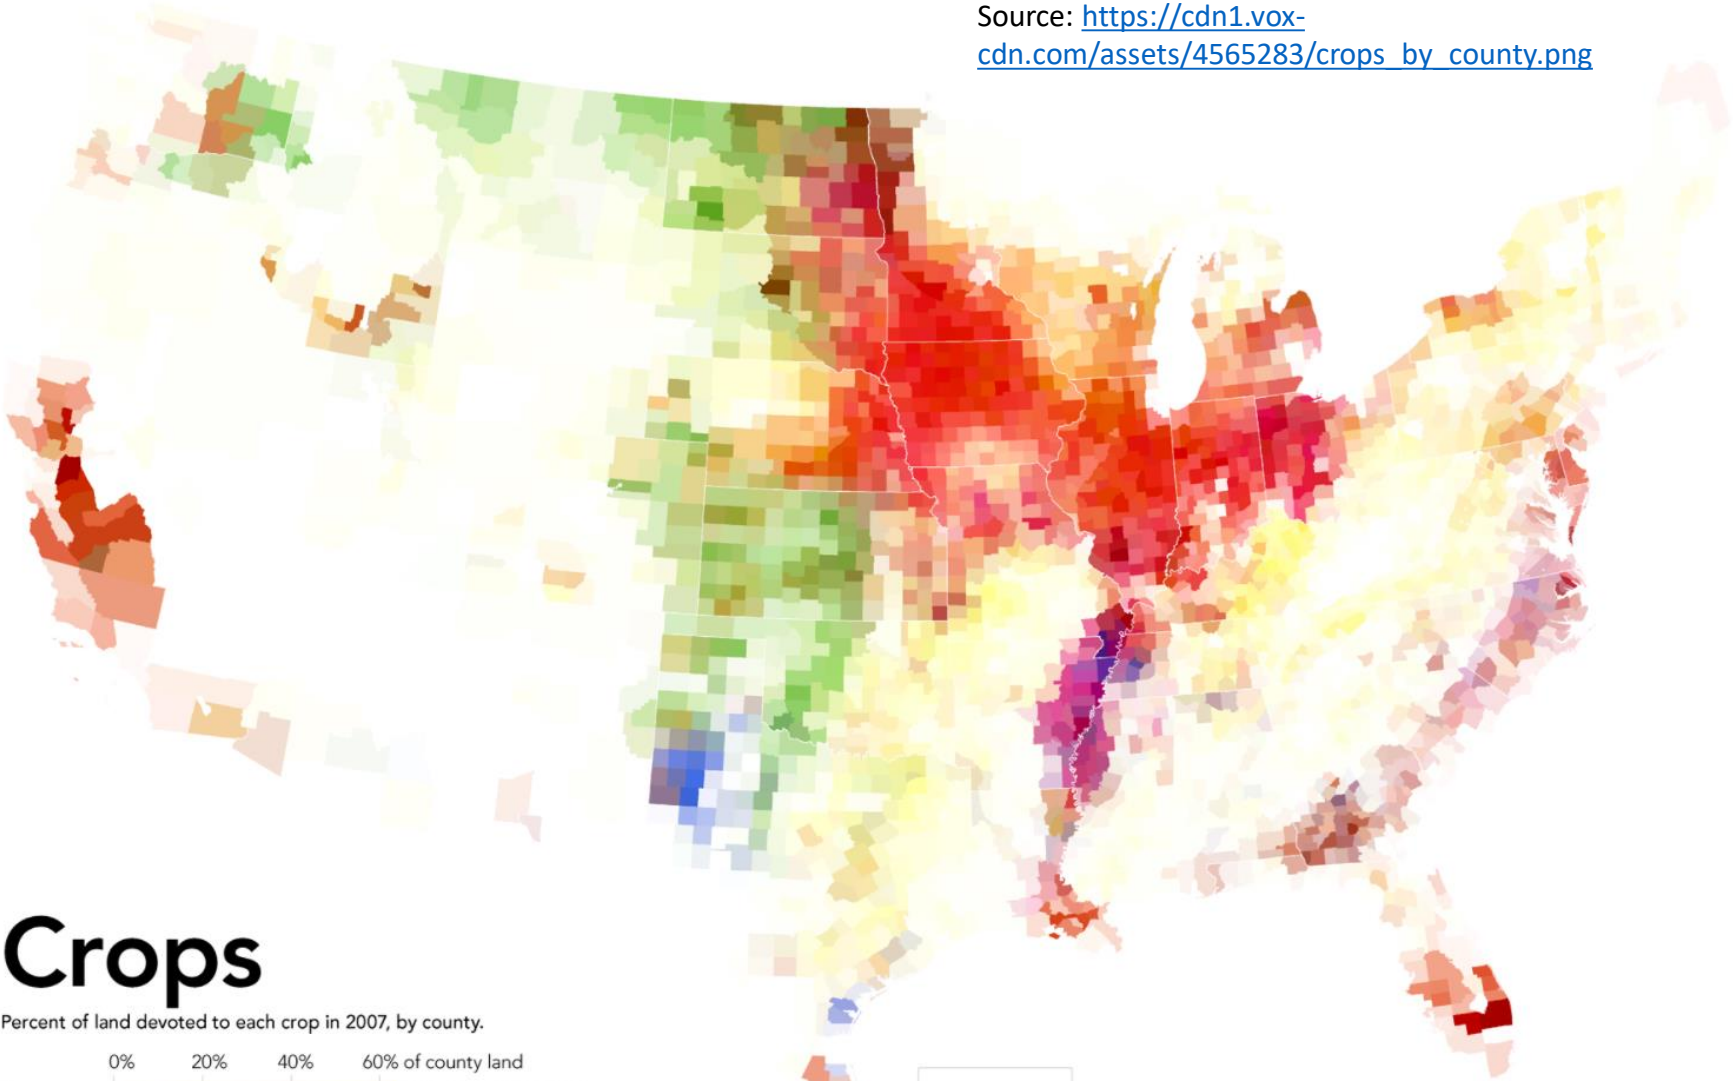 Source: https://cdn1.vox-
cdn.com/assets/4565283/crops_by_county.png
Crops
Percent of land devoted to each crop in 2007, by county.
0% 20% 40% 60% of county land